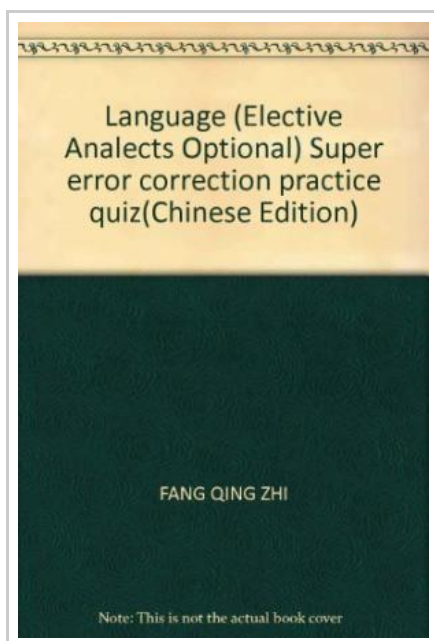 Language (Elective
Analects Optional) Super
error correction practice
quiz(Chinese Edition)
FANG QING ZHI
Note: This is not the actual book cover